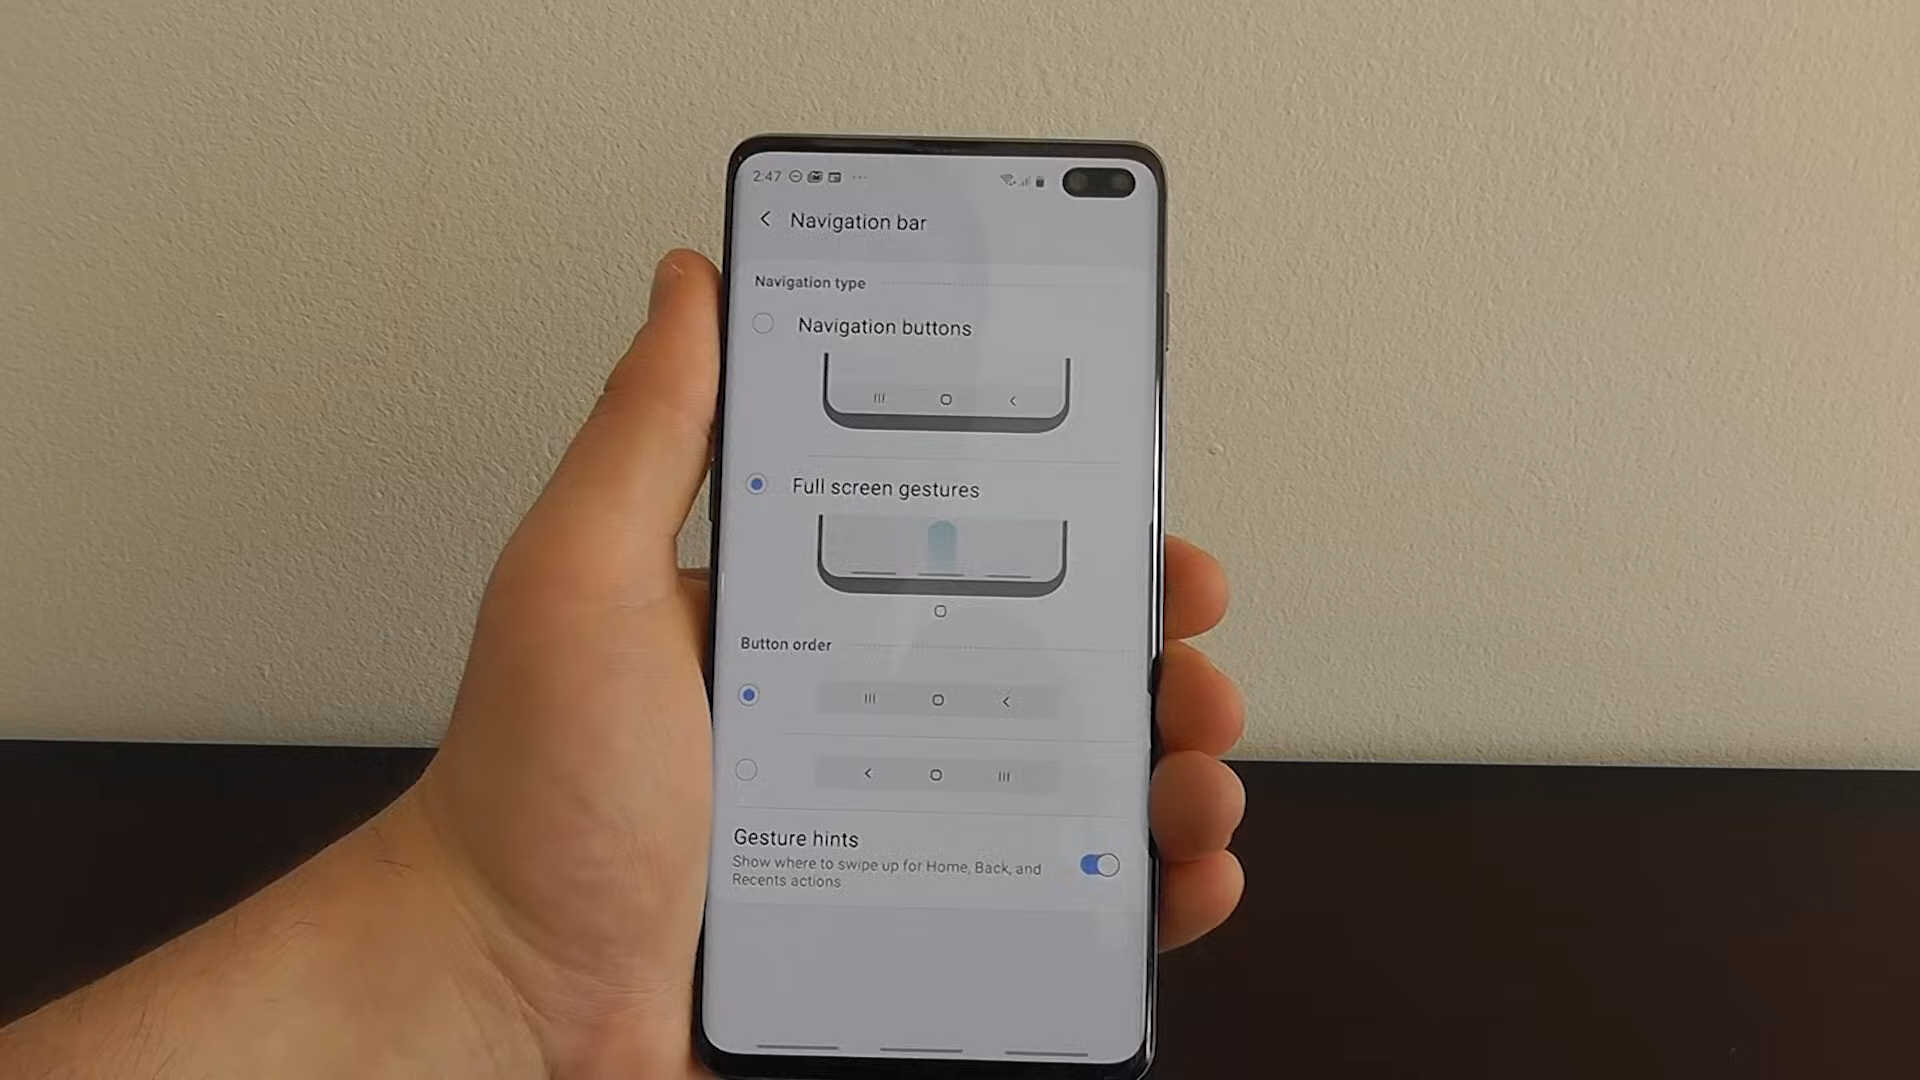 2:47
Navigation bar
Navigation type
Navigation buttons
Full screen gestures
Button order
Gesture hints
Show where to swipe up for Home, Back, and
Recents actions